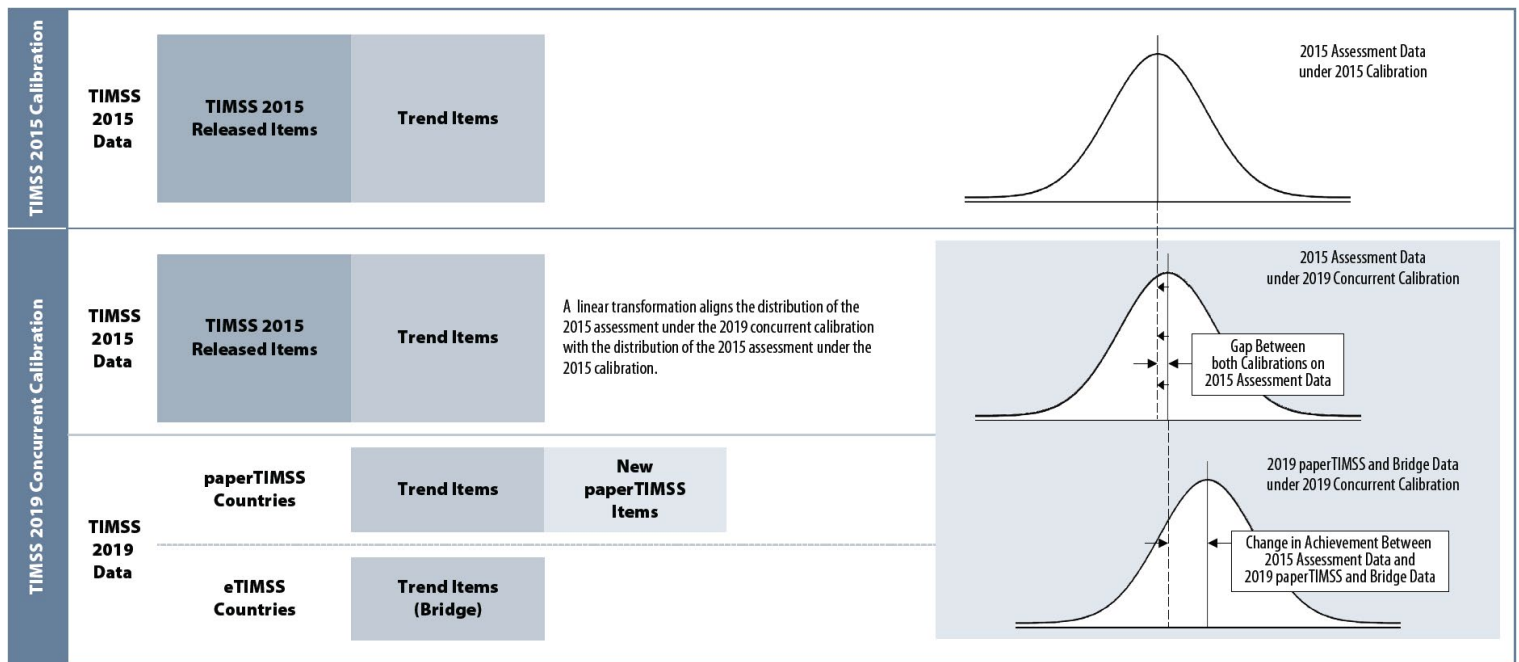 TIMSS 2015 Calibration
TIMSS
2015
Data
TIMSS 2015
Released Items
Trend Items
2015 Assessment Data
under 2015 Calibration
TIMSS 2019 Concurrent Calibration
TIMSS
2015
Data
TIMSS 2015
Released Items
Trend Items
A linear transformation aligns the distribution of the
2015 assessment under the 2019 concurrent calibration
with the distribution of the 2015 assessment under the
2015 calibration.
2015 Assessment Data
under 2019 Concurrent Calibration
Gap Between
both Calibrations on
2015 Assessment Data
TIMSS
2019
Data
paperTIMSS
Countries
Trend Items
New
paperTIMSS
Items
2019 paperTIMSS and Bridge Data
under 2019 Concurrent Calibration
Change in Achievement Between
2015 Assessment Data and
2019 paperTIMSS and Bridge Data
eTIMSS
Countries
Trend Items
(Bridge)